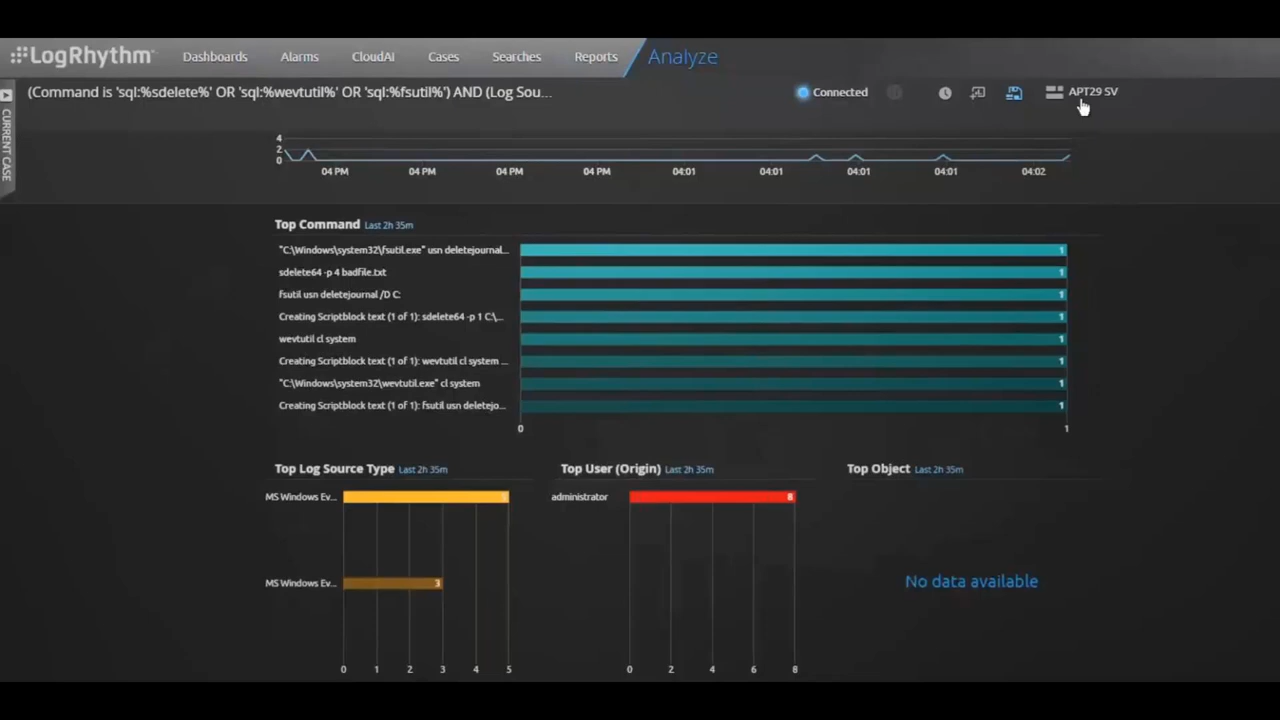 LogRhythm Dashboards Alarms CloudAI Cases Searches Reports Analyze
(Command is 'sql:%sdelete%' OR 'sql:%wevtutil%' OR 'sql:%fsutil%') AND (Log Sou... Connected APT29 SV
CURRENT CASE
4
2
0
04 PM 04 PM 04 PM 04 PM 04:01 04:01 04:01 04:01 04:02
Top Command Last 2h 35m
"C:\Windows\system32\fsutil.exe" usn deletejournal... 1
sdelete64 -p 4 badfile.txt 1
fsutil usn deletejournal /D C: 1
Creating Scriptblock text (1 of 1): sdelete64 -p 1 C:\... 1
wevtutil cl system 1
Creating Scriptblock text (1 of 1): wevtutil cl system ... 1
"C:\Windows\system32\wevtutil.exe" cl system 1
Creating Scriptblock text (1 of 1): fsutil usn deletejo... 1
0 1
Top Log Source Type Last 2h 35m
MS Windows Ev...
MS Windows Ev... 3
0 1 2 3 4 5
Top User (Origin) Last 2h 35m
administrator 8
0 2 4 6 8
Top Object Last 2h 35m
No data available